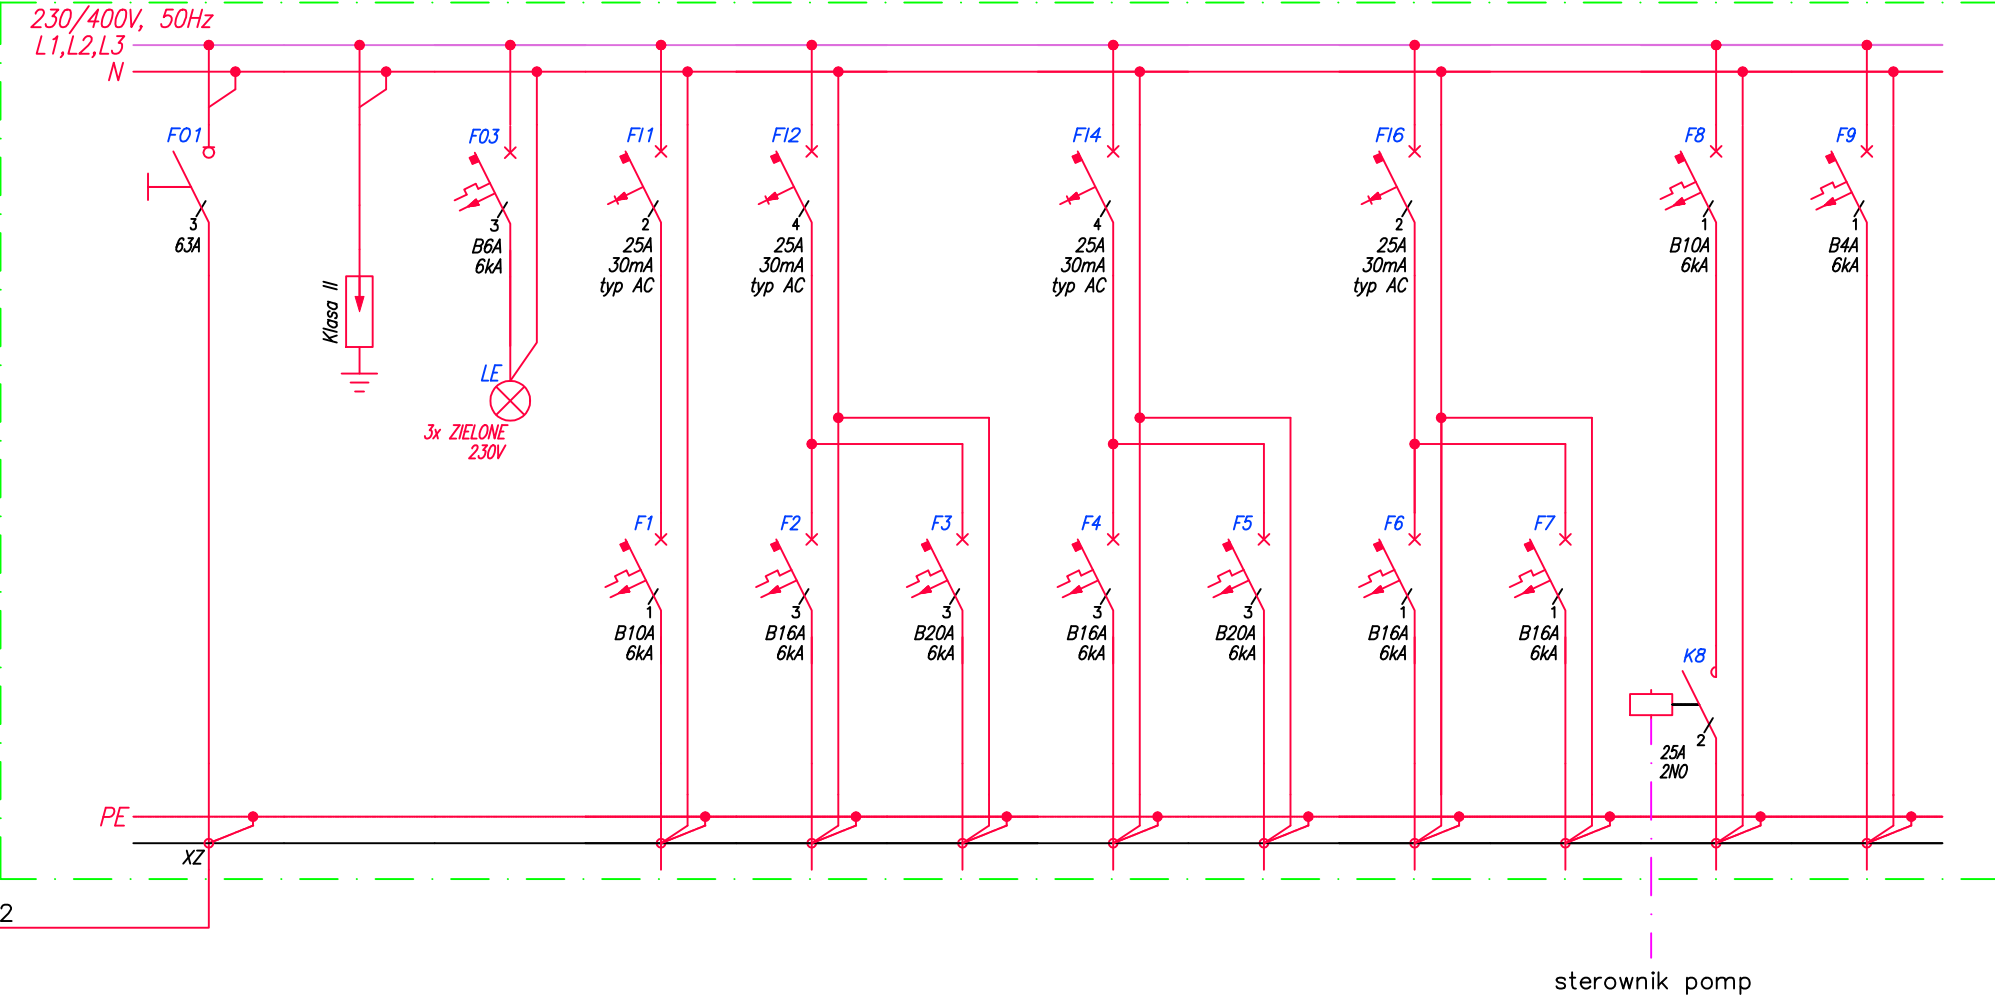 230/400V, 50Hz
L1,L2,L3
N
F01
3
63A
Klasa II
F03
3
B6A
6kA
LE
3x ZIELONE
230V
FI1
2
25A
30mA
typ AC
FI2
4
25A
30mA
typ AC
FI4
4
25A
30mA
typ AC
FI6
2
25A
30mA
typ AC
F8
1
B10A
6kA
F9
1
B4A
6kA
F1
1
B10A
6kA
F2
3
B16A
6kA
F3
3
B20A
6kA
F4
3
B16A
6kA
F5
3
B20A
6kA
F6
1
B16A
6kA
F7
1
B16A
6kA
K8
2
25A
2NO
PE
XZ
2
sterownik pomp